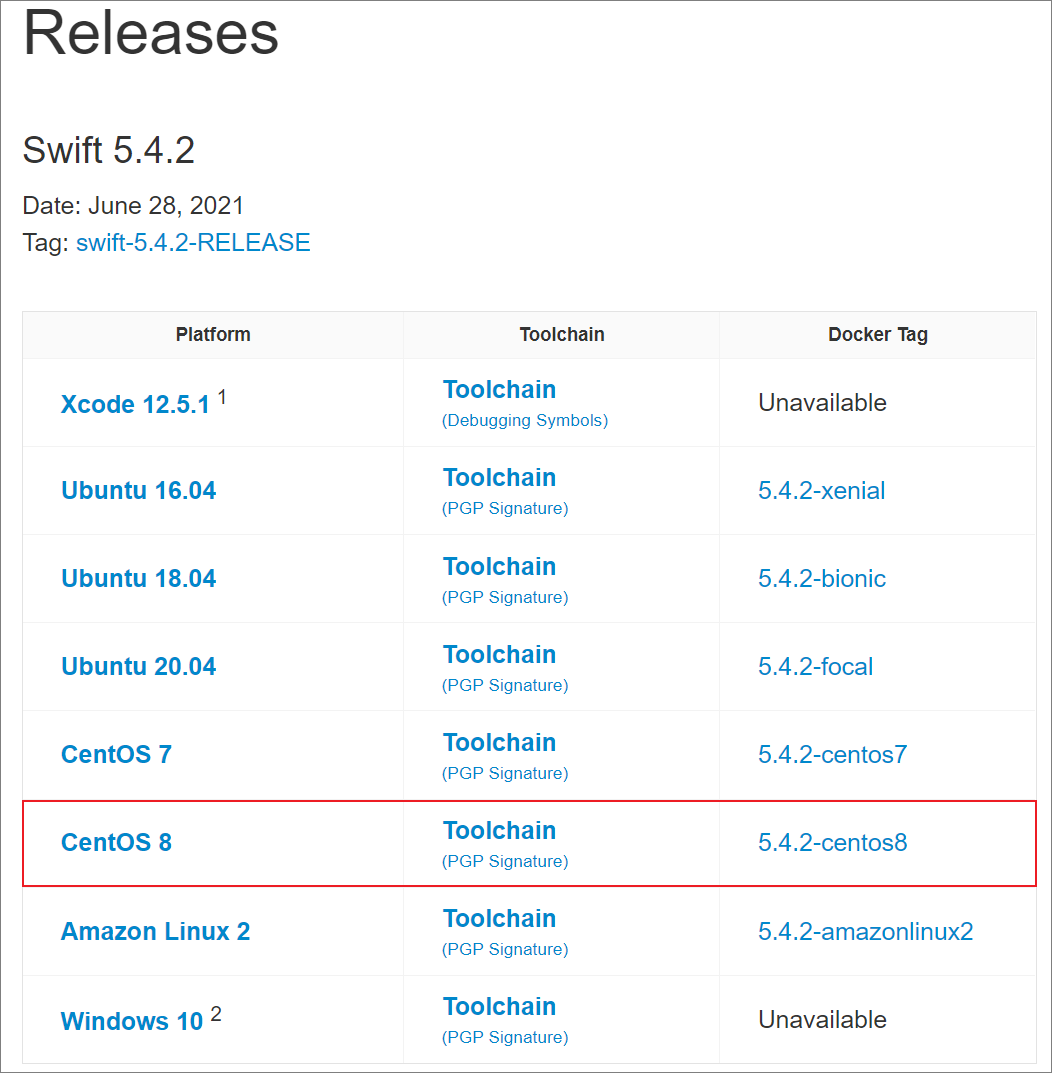 Releases
Swift 5.4.2
Date: June 28, 2021
Tag: swift-5.4.2-RELEASE
Platform Toolchain Docker Tag
Xcode 12.5.1 1 Toolchain Unavailable
(Debugging Symbols)
Ubuntu 16.04 Toolchain 5.4.2-xenial
(PGP Signature)
Ubuntu 18.04 Toolchain 5.4.2-bionic
(PGP Signature)
Ubuntu 20.04 Toolchain 5.4.2-focal
(PGP Signature)
CentOS 7 Toolchain 5.4.2-centos7
(PGP Signature)
CentOS 8 Toolchain 5.4.2-centos8
(PGP Signature)
Amazon Linux 2 Toolchain 5.4.2-amazonlinux2
(PGP Signature)
Windows 10 2 Toolchain Unavailable
(PGP Signature)